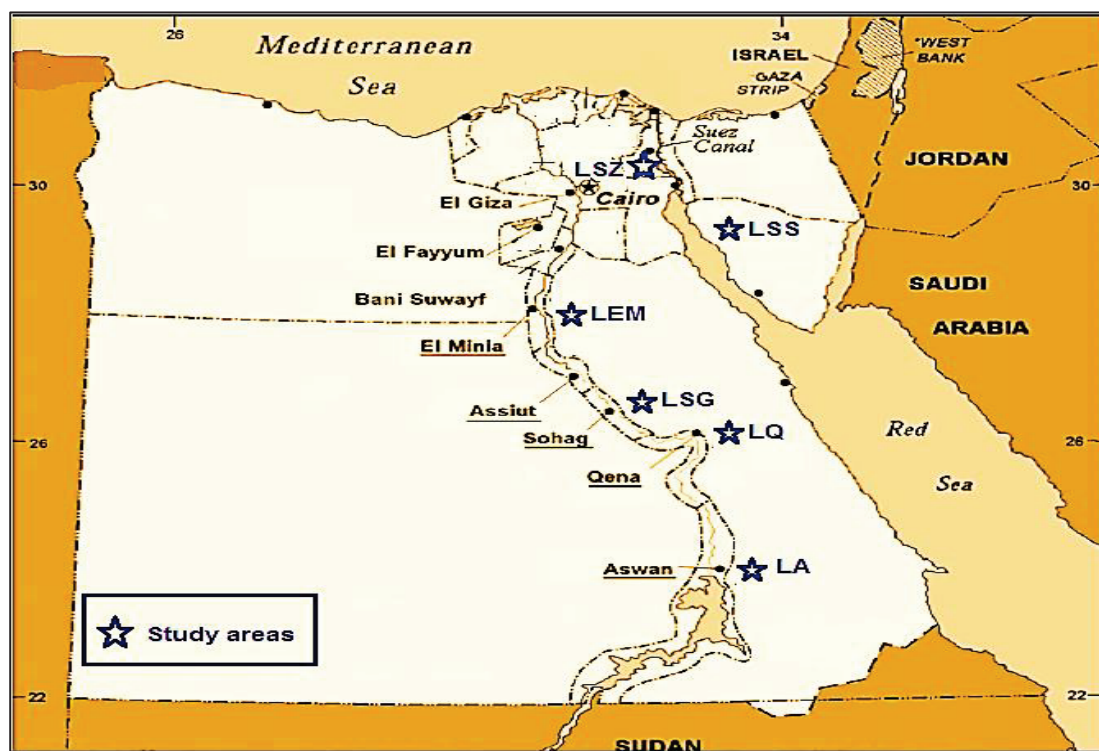 26
34
Mediterranean
Sea
ISRAEL
*WEST
BANK
GAZA
STRIP
Suez
Canal
JORDAN
30
LSZ
30
El Giza
Cairo
LSS
El Fayyum
SAUDI
ARABIA
Bani Suwayf
LEM
El Minia
LSG
Assiut
Sohag
26
LQ
Red
Sea
26
Qena
Aswan
LA
Study areas
22
22
SUDAN